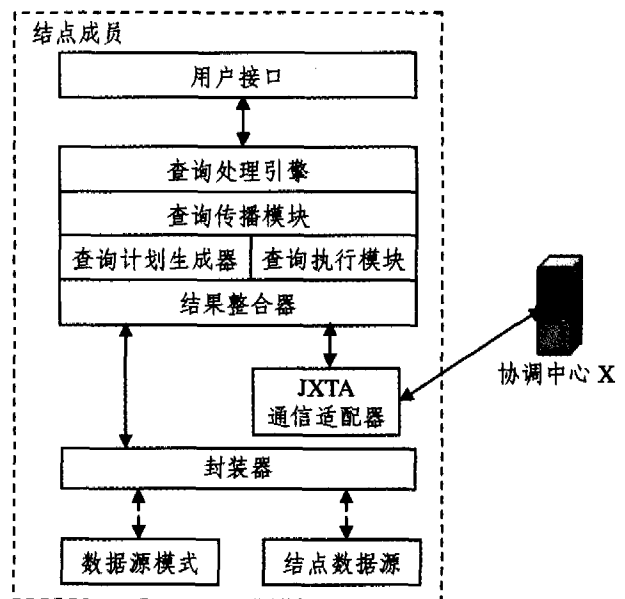 结点成员
用户接口
查询处理引擎
查询传播模块
查询计划生成器
查询执行模块
结果整合器
JXTA
通信适配器
协调中心 X
封装器
数据源模式
结点数据源